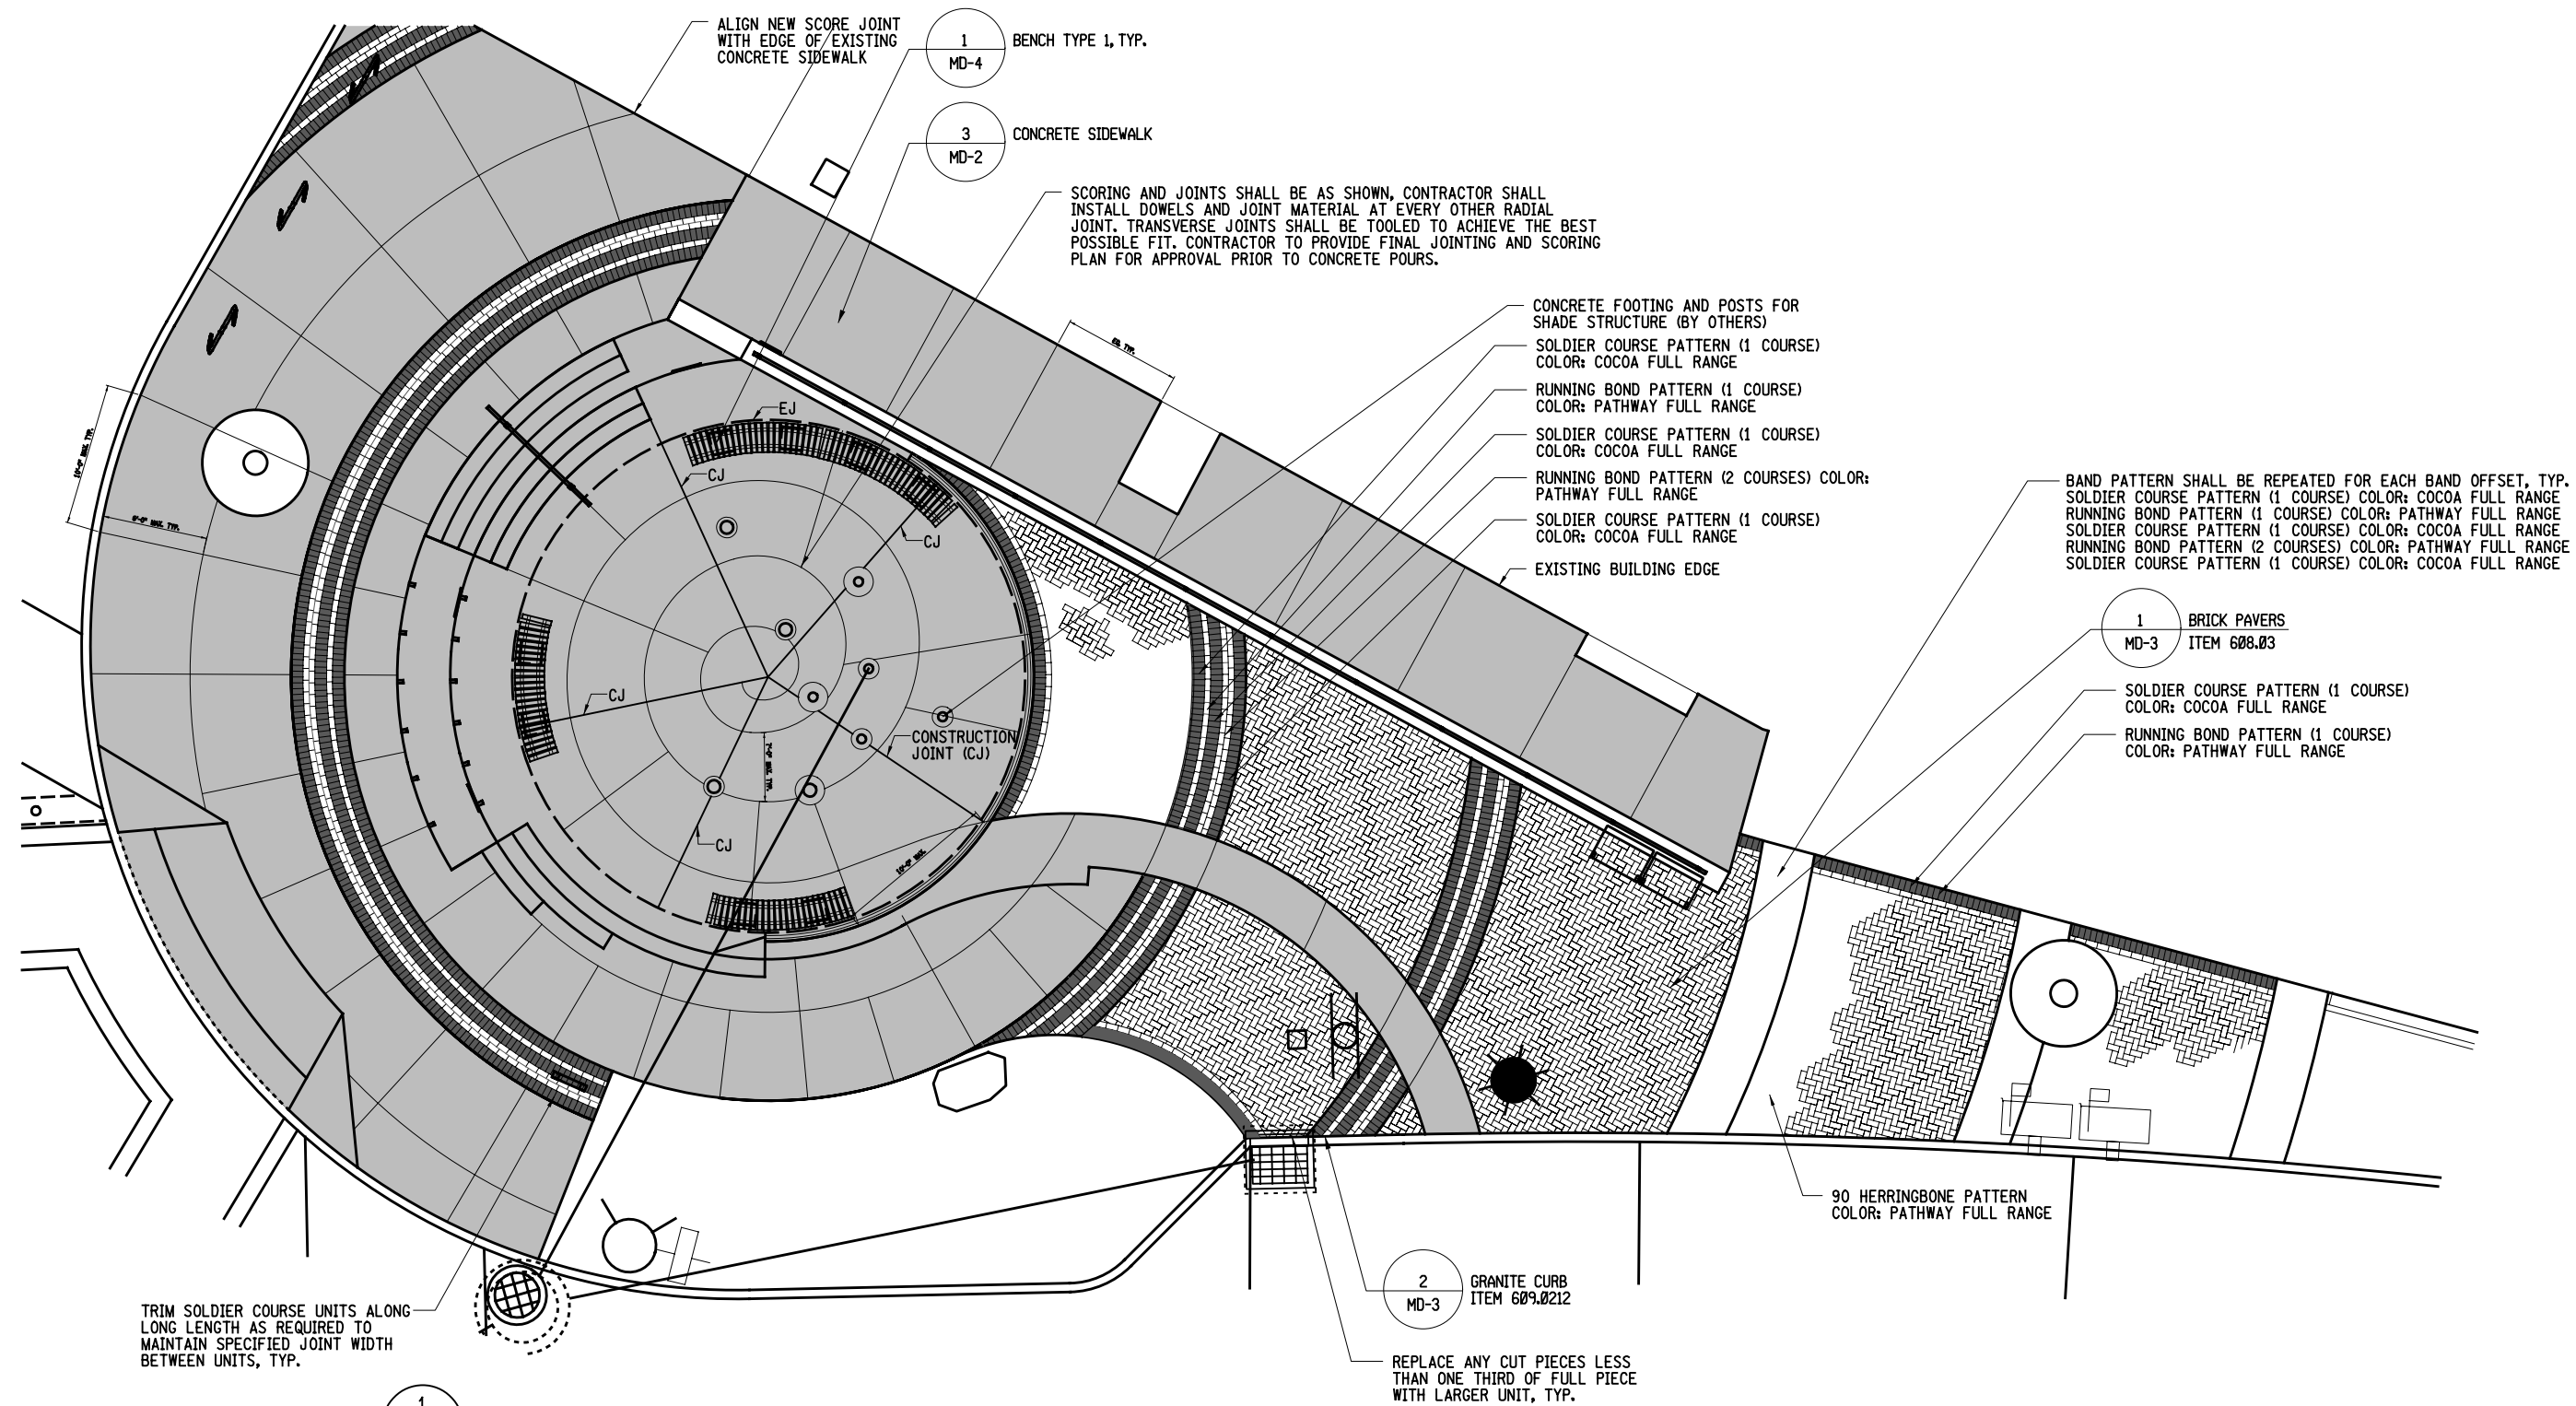 ALIGN NEW SCORE JOINT
WITH EDGE OF EXISTING
CONCRETE SIDEWALK
1
MD-4
BENCH TYPE 1, TYP.
3
MD-2
CONCRETE SIDEWALK
SCORING AND JOINTS SHALL BE AS SHOWN, CONTRACTOR SHALL
INSTALL DOWELS AND JOINT MATERIAL AT EVERY OTHER RADIAL
JOINT. TRANSVERSE JOINTS SHALL BE TOOLED TO ACHIEVE THE BEST
POSSIBLE FIT. CONTRACTOR TO PROVIDE FINAL JOINTING AND SCORING
PLAN FOR APPROVAL PRIOR TO CONCRETE POURS.
CONCRETE FOOTING AND POSTS FOR
SHADE STRUCTURE (BY OTHERS)
SOLDIER COURSE PATTERN (1 COURSE)
COLOR: COCOA FULL RANGE
RUNNING BOND PATTERN (1 COURSE)
COLOR: PATHWAY FULL RANGE
SOLDIER COURSE PATTERN (1 COURSE)
COLOR: COCOA FULL RANGE
RUNNING BOND PATTERN (2 COURSES) COLOR:
PATHWAY FULL RANGE
SOLDIER COURSE PATTERN (1 COURSE)
COLOR: COCOA FULL RANGE
EXISTING BUILDING EDGE
BAND PATTERN SHALL BE REPEATED FOR EACH BAND OFFSET, TYP.
SOLDIER COURSE PATTERN (1 COURSE) COLOR: COCOA FULL RANGE
RUNNING BOND PATTERN (1 COURSE) COLOR: PATHWAY FULL RANGE
SOLDIER COURSE PATTERN (1 COURSE) COLOR: COCOA FULL RANGE
RUNNING BOND PATTERN (2 COURSES) COLOR: PATHWAY FULL RANGE
SOLDIER COURSE PATTERN (1 COURSE) COLOR: COCOA FULL RANGE
1
MD-3
BRICK PAVERS
ITEM 608.03
SOLDIER COURSE PATTERN (1 COURSE)
COLOR: COCOA FULL RANGE
RUNNING BOND PATTERN (1 COURSE)
COLOR: PATHWAY FULL RANGE
EQ. TYP.
EJ
CJ
CJ
CJ
CJ
CONSTRUCTION
JOINT (CJ)
10'-0" MAX. TYP.
MAX. TYP.
MAX. TYP.
10'-0" MAX.
90 HERRINGBONE PATTERN
COLOR: PATHWAY FULL RANGE
2
MD-3
GRANITE CURB
ITEM 609.0212
REPLACE ANY CUT PIECES LESS
THAN ONE THIRD OF FULL PIECE
WITH LARGER UNIT, TYP.
TRIM SOLDIER COURSE UNITS ALONG
LONG LENGTH AS REQUIRED TO
MAINTAIN SPECIFIED JOINT WIDTH
BETWEEN UNITS, TYP.
1